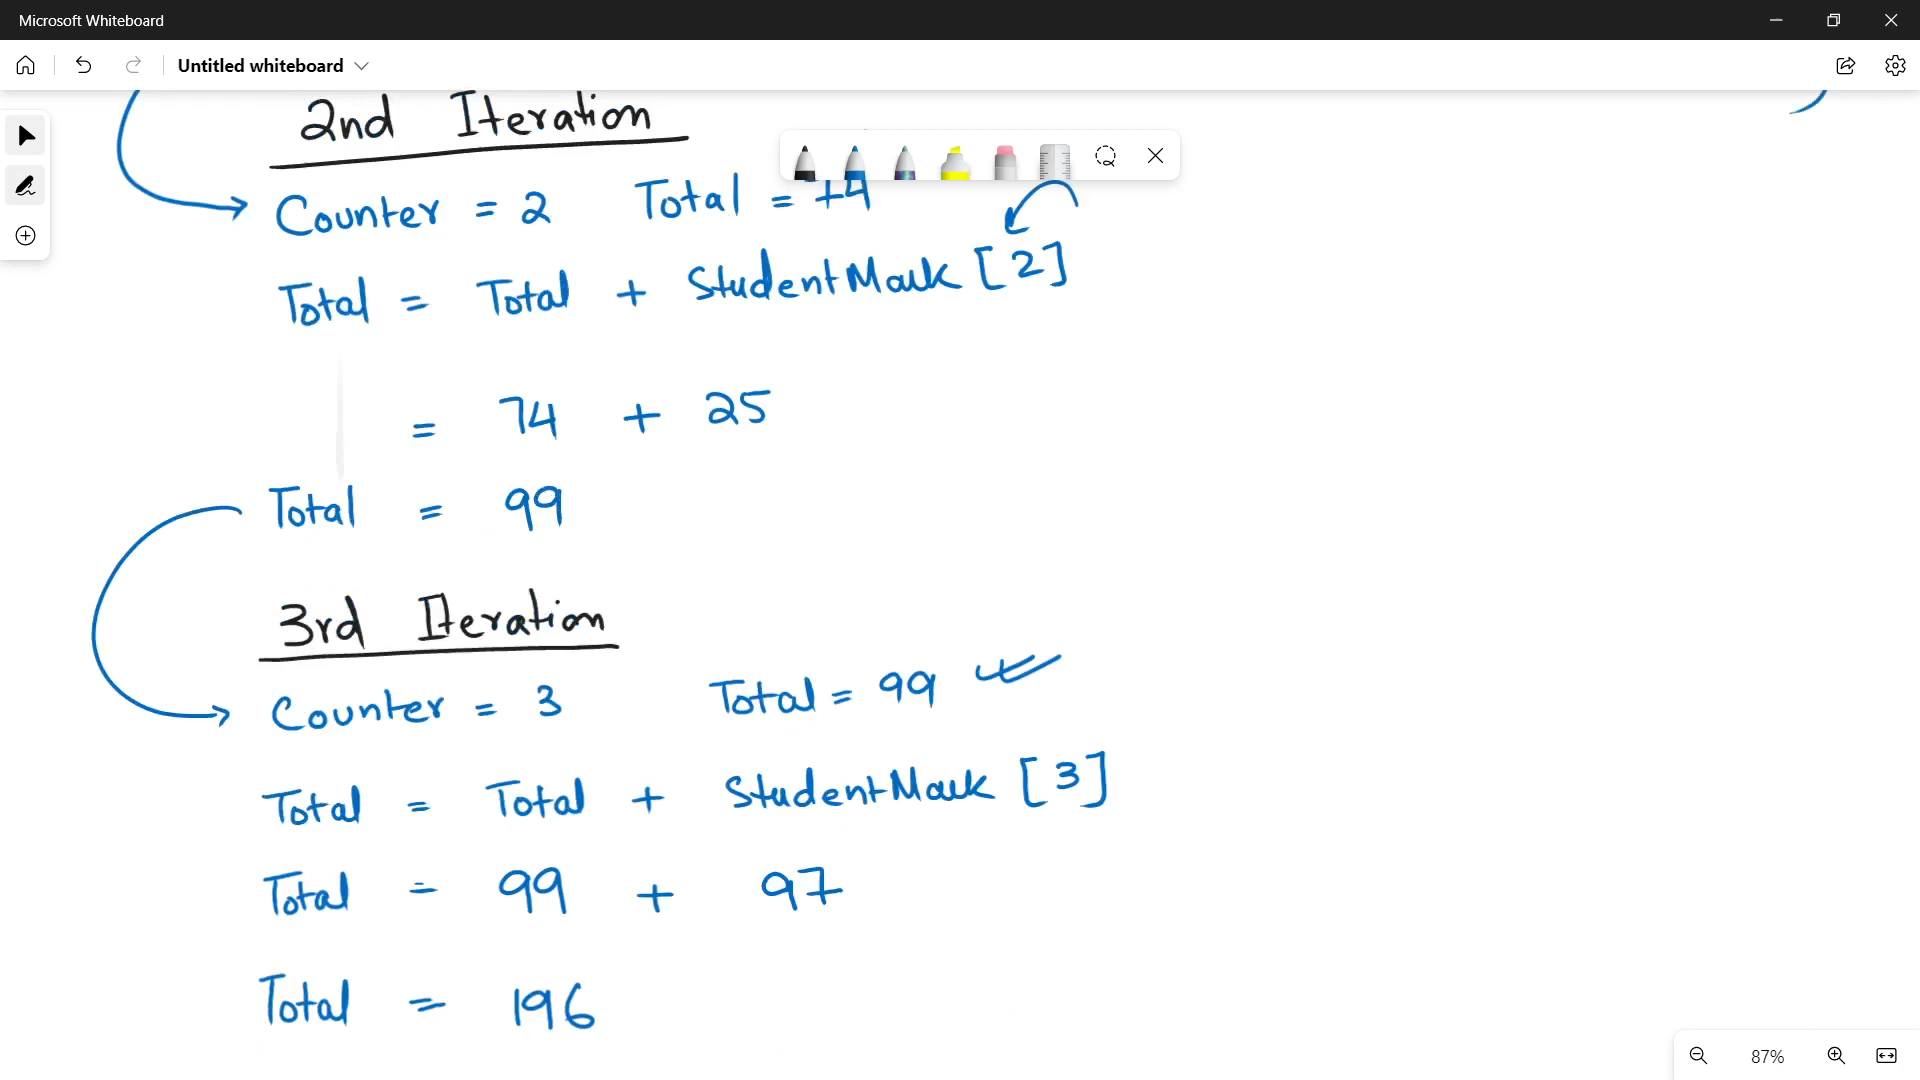 Microsoft Whiteboard
Untitled whiteboard
2nd Iteration
Counter = 2 Total = 74
Total = Total + StudentMark [2]
= 74 + 25
Total = 99
3rd Iteration
Counter = 3 Total = 99
Total = Total + StudentMark [3]
Total = 99 + 97
Total = 196
87%